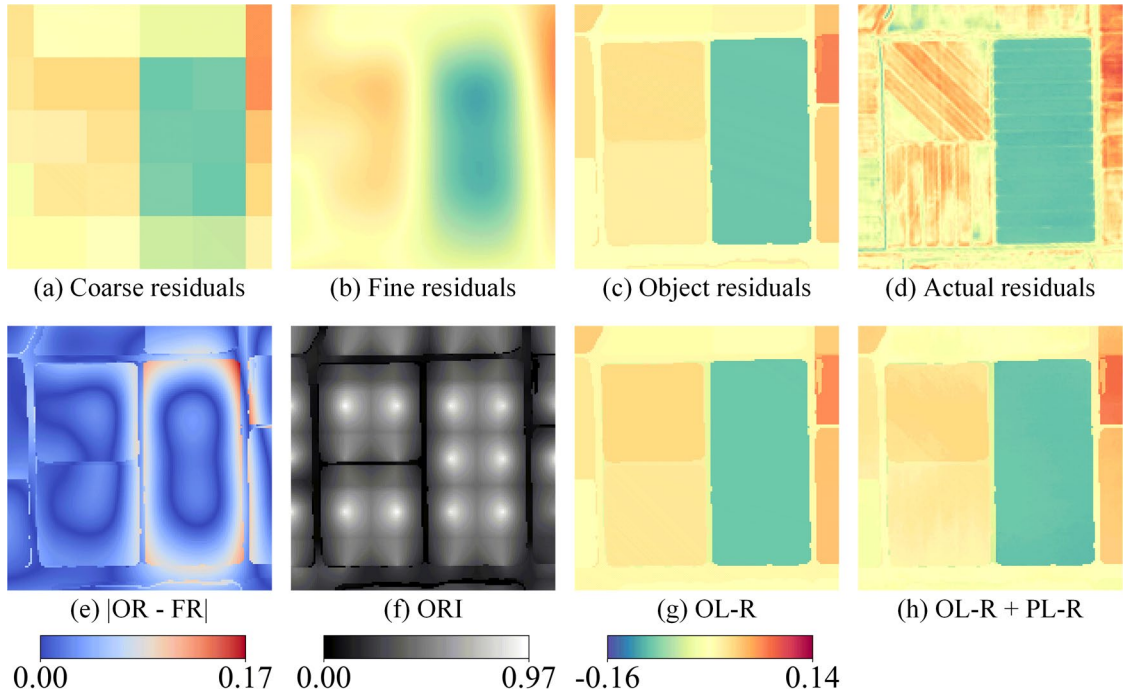 (a) Coarse residuals
(b) Fine residuals
(c) Object residuals
(d) Actual residuals
(e) |OR - FR|
(f) ORI
(g) OL-R
(h) OL-R + PL-R
0.00 0.17
0.00 0.97
-0.16 0.14